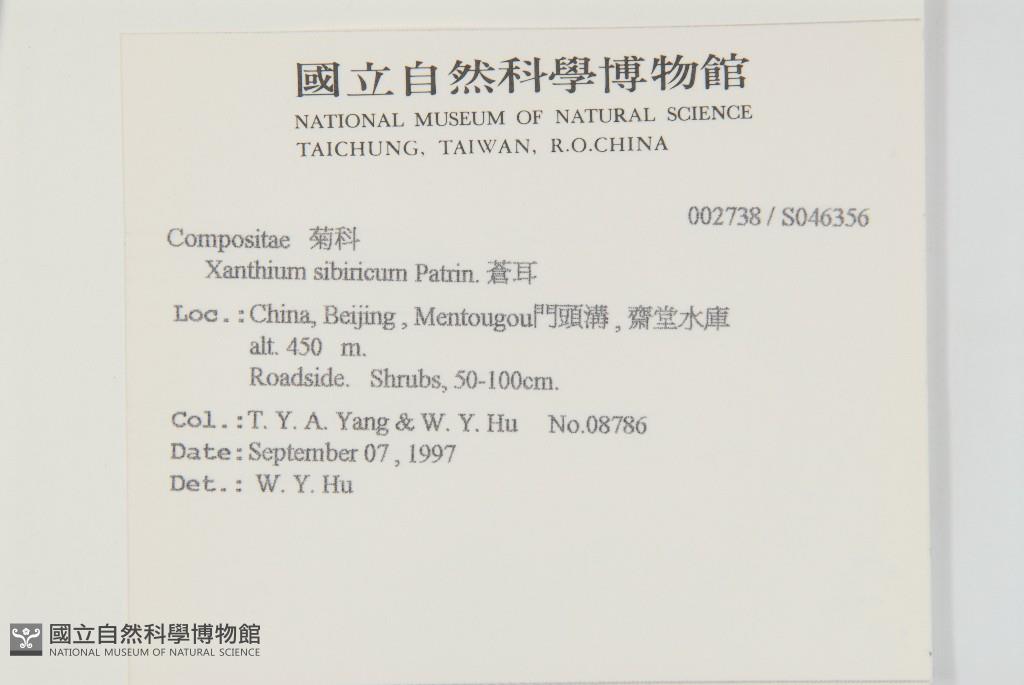 國立自然科學博物館
NATIONAL MUSEUM OF NATURAL SCIENCE
TAICHUNG, TAIWAN, R.O.CHINA
002738 / S046356
Compositae 菊科
Xanthium sibiricum Patrin. 蒼耳
Loc.: China, Beijing , Mentougou門頭溝 , 齋堂水庫
alt. 450 m.
Roadside. Shrubs, 50-100cm.
Col.: T. Y. A. Yang & W. Y. Hu No.08786
Date: September 07 , 1997
Det.: W. Y. Hu
國立自然科學博物館
NATIONAL MUSEUM OF NATURAL SCIENCE